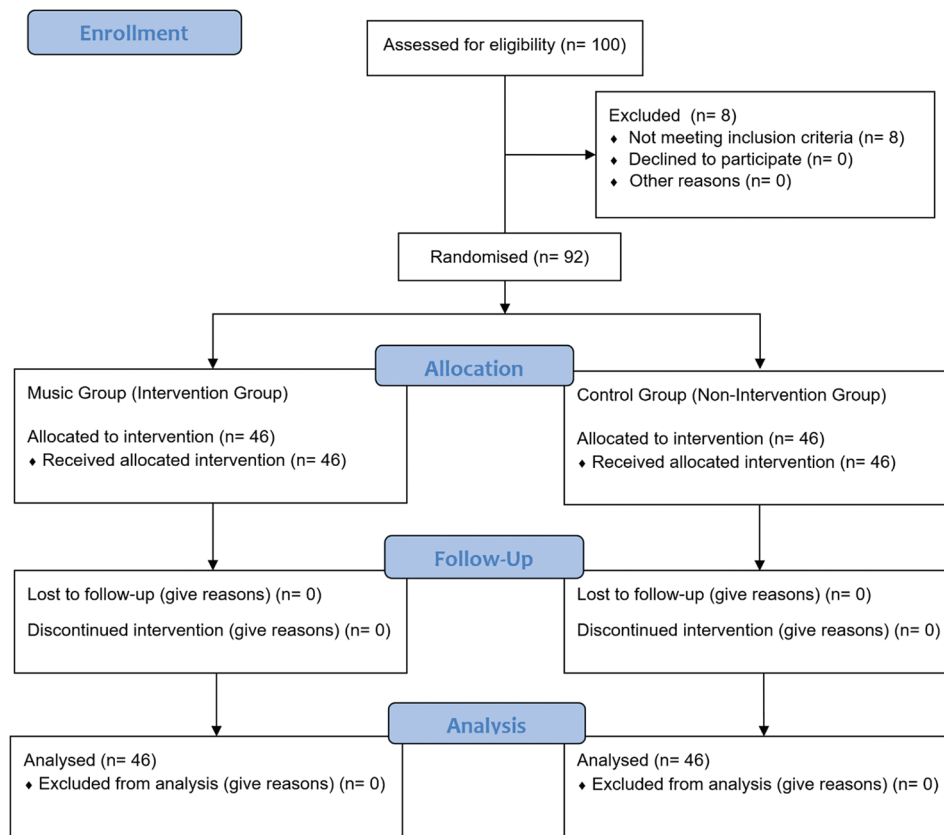 Enrollment
Assessed for eligibility (n= 100)
Excluded (n= 8)
♦ Not meeting inclusion criteria (n= 8)
♦ Declined to participate (n= 0)
♦ Other reasons (n= 0)
Randomised (n= 92)
Allocation
Music Group (Intervention Group)
Allocated to intervention (n= 46)
♦ Received allocated intervention (n= 46)
Control Group (Non-Intervention Group)
Allocated to intervention (n= 46)
♦ Received allocated intervention (n= 46)
Follow-Up
Lost to follow-up (give reasons) (n= 0)
Discontinued intervention (give reasons) (n= 0)
Lost to follow-up (give reasons) (n= 0)
Discontinued intervention (give reasons) (n= 0)
Analysis
Analysed (n= 46)
♦ Excluded from analysis (give reasons) (n= 0)
Analysed (n= 46)
♦ Excluded from analysis (give reasons) (n= 0)